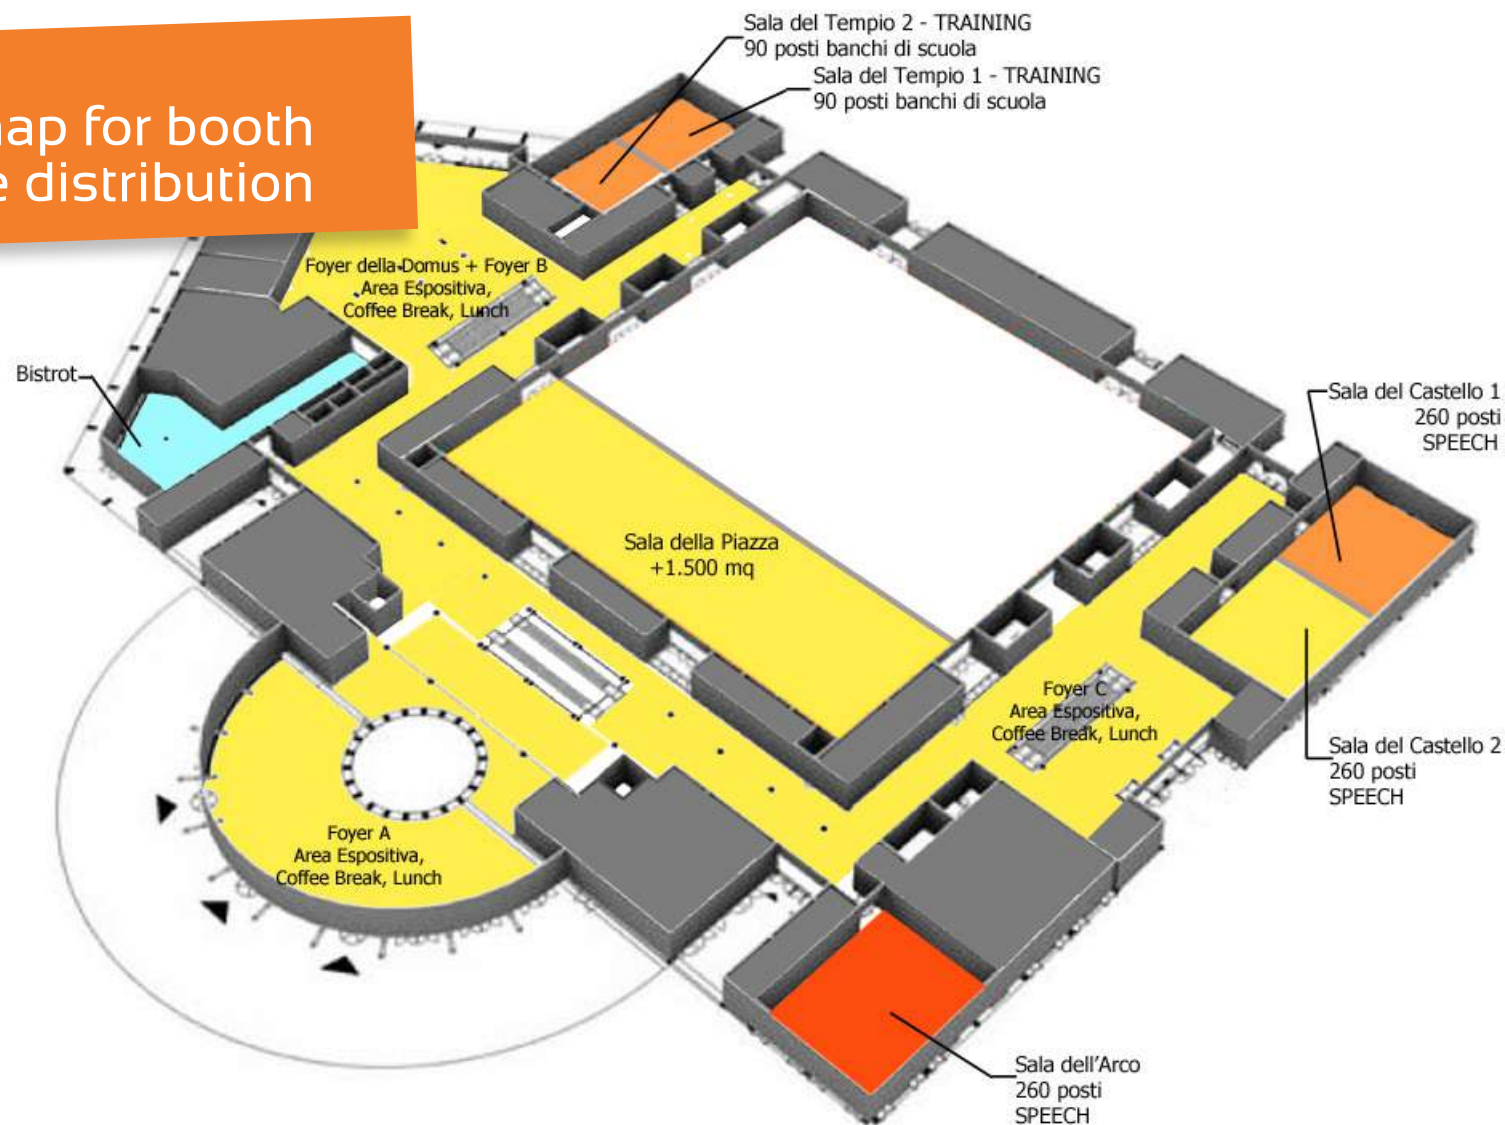 for booth
distribution
Sala del Tempio 2 - TRAINING
90 posti banchi di scuola
Sala del Tempio 1 - TRAINING
90 posti banchi di scuola
Foyer della Domus + Foyer B
Area Espositiva,
Coffee Break, Lunch
Bistrot
Sala del Castello 1
260 posti
SPEECH
Sala della Piazza
+1.500 mq
Foyer C
Area Espositiva,
Coffee Break, Lunch
Sala del Castello 2
260 posti
SPEECH
Foyer A
Area Espositiva,
Coffee Break, Lunch
Sala dell'Arco
260 posti
SPEECH